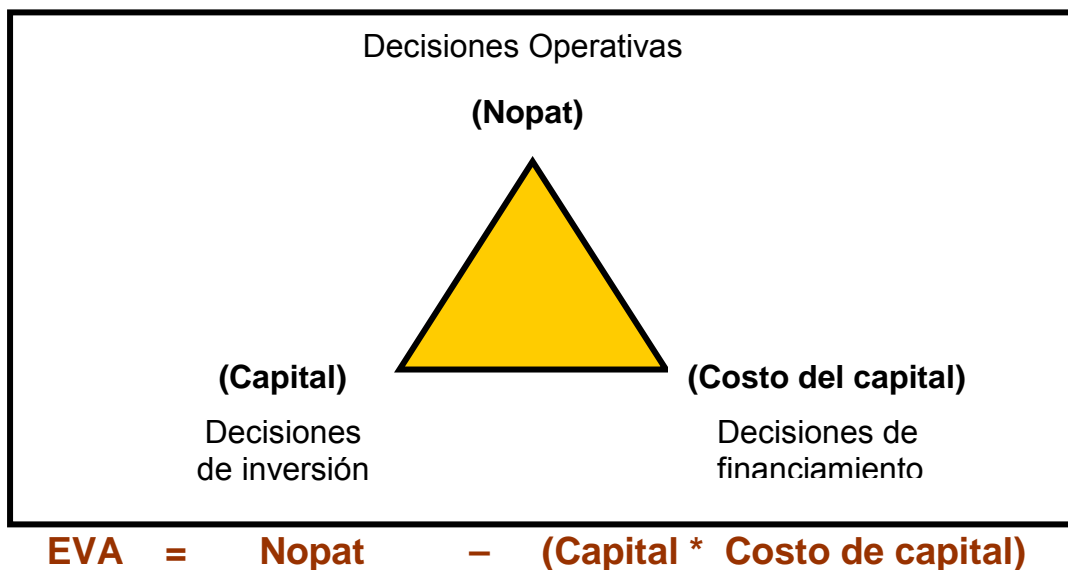 Decisiones Operativas
(Nopat)
(Capital)
Decisiones
de inversión
(Costo del capital)
Decisiones de
financiamiento
EVA = Nopat – (Capital * Costo de capital)